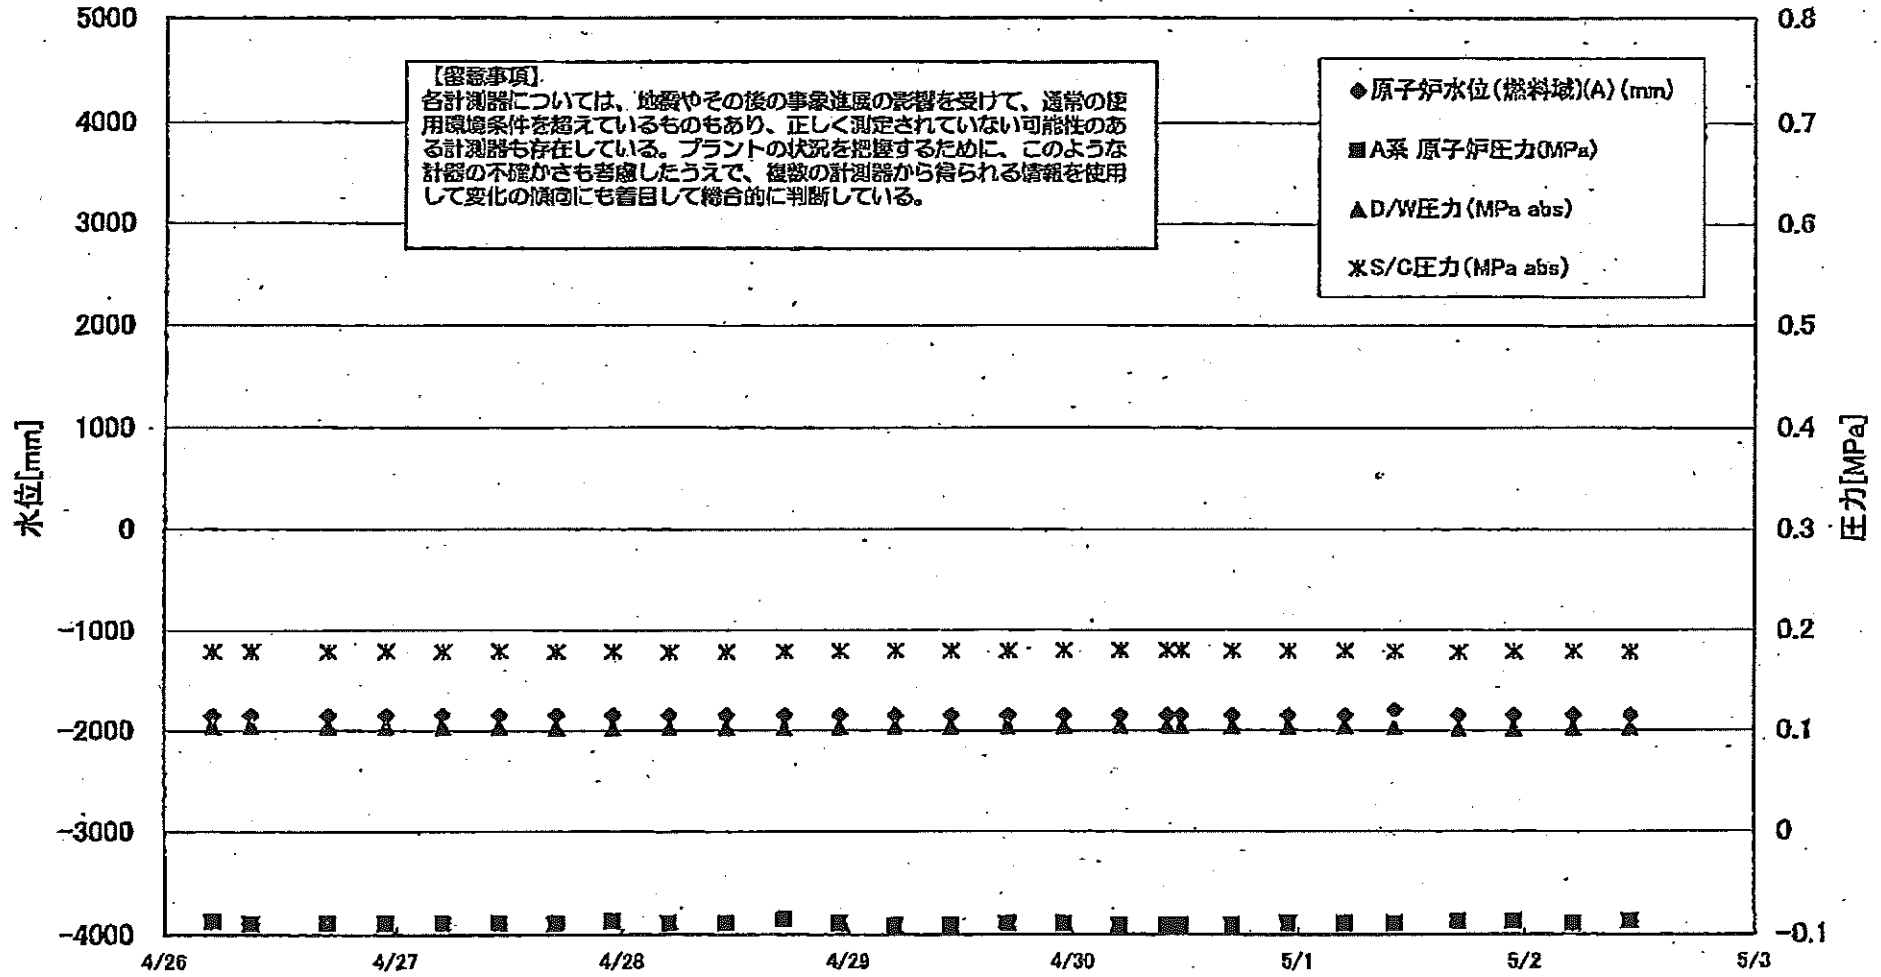 5000
4000
3000
2000
1000
0
-1000
-2000
-3000
-4000
水位[mm]
【留意事項】
各計測器については、地震やその後の事象進展の影響を受けて、通常の使
用環境条件を超えているものもあり、正しく測定されていない可能性のあ
る計測器も存在している。プラントの状況を把握するために、このような
計器の不確かさも考慮したうえで、複数の計測器から得られる情報を使用
して変化の傾向にも着目して総合的に判断している。
原子炉水位(燃料域)(A)(mm)
A系 原子炉圧力(MPa)
D/W圧力(MPa abs)
S/C圧力(MPa abs)
0.8
0.7
0.6
0.5
0.4
0.3
0.2
0.1
0
-0.1
圧力[MPa]
4/26
4/27
4/28
4/29
4/30
5/1
5/2
5/3